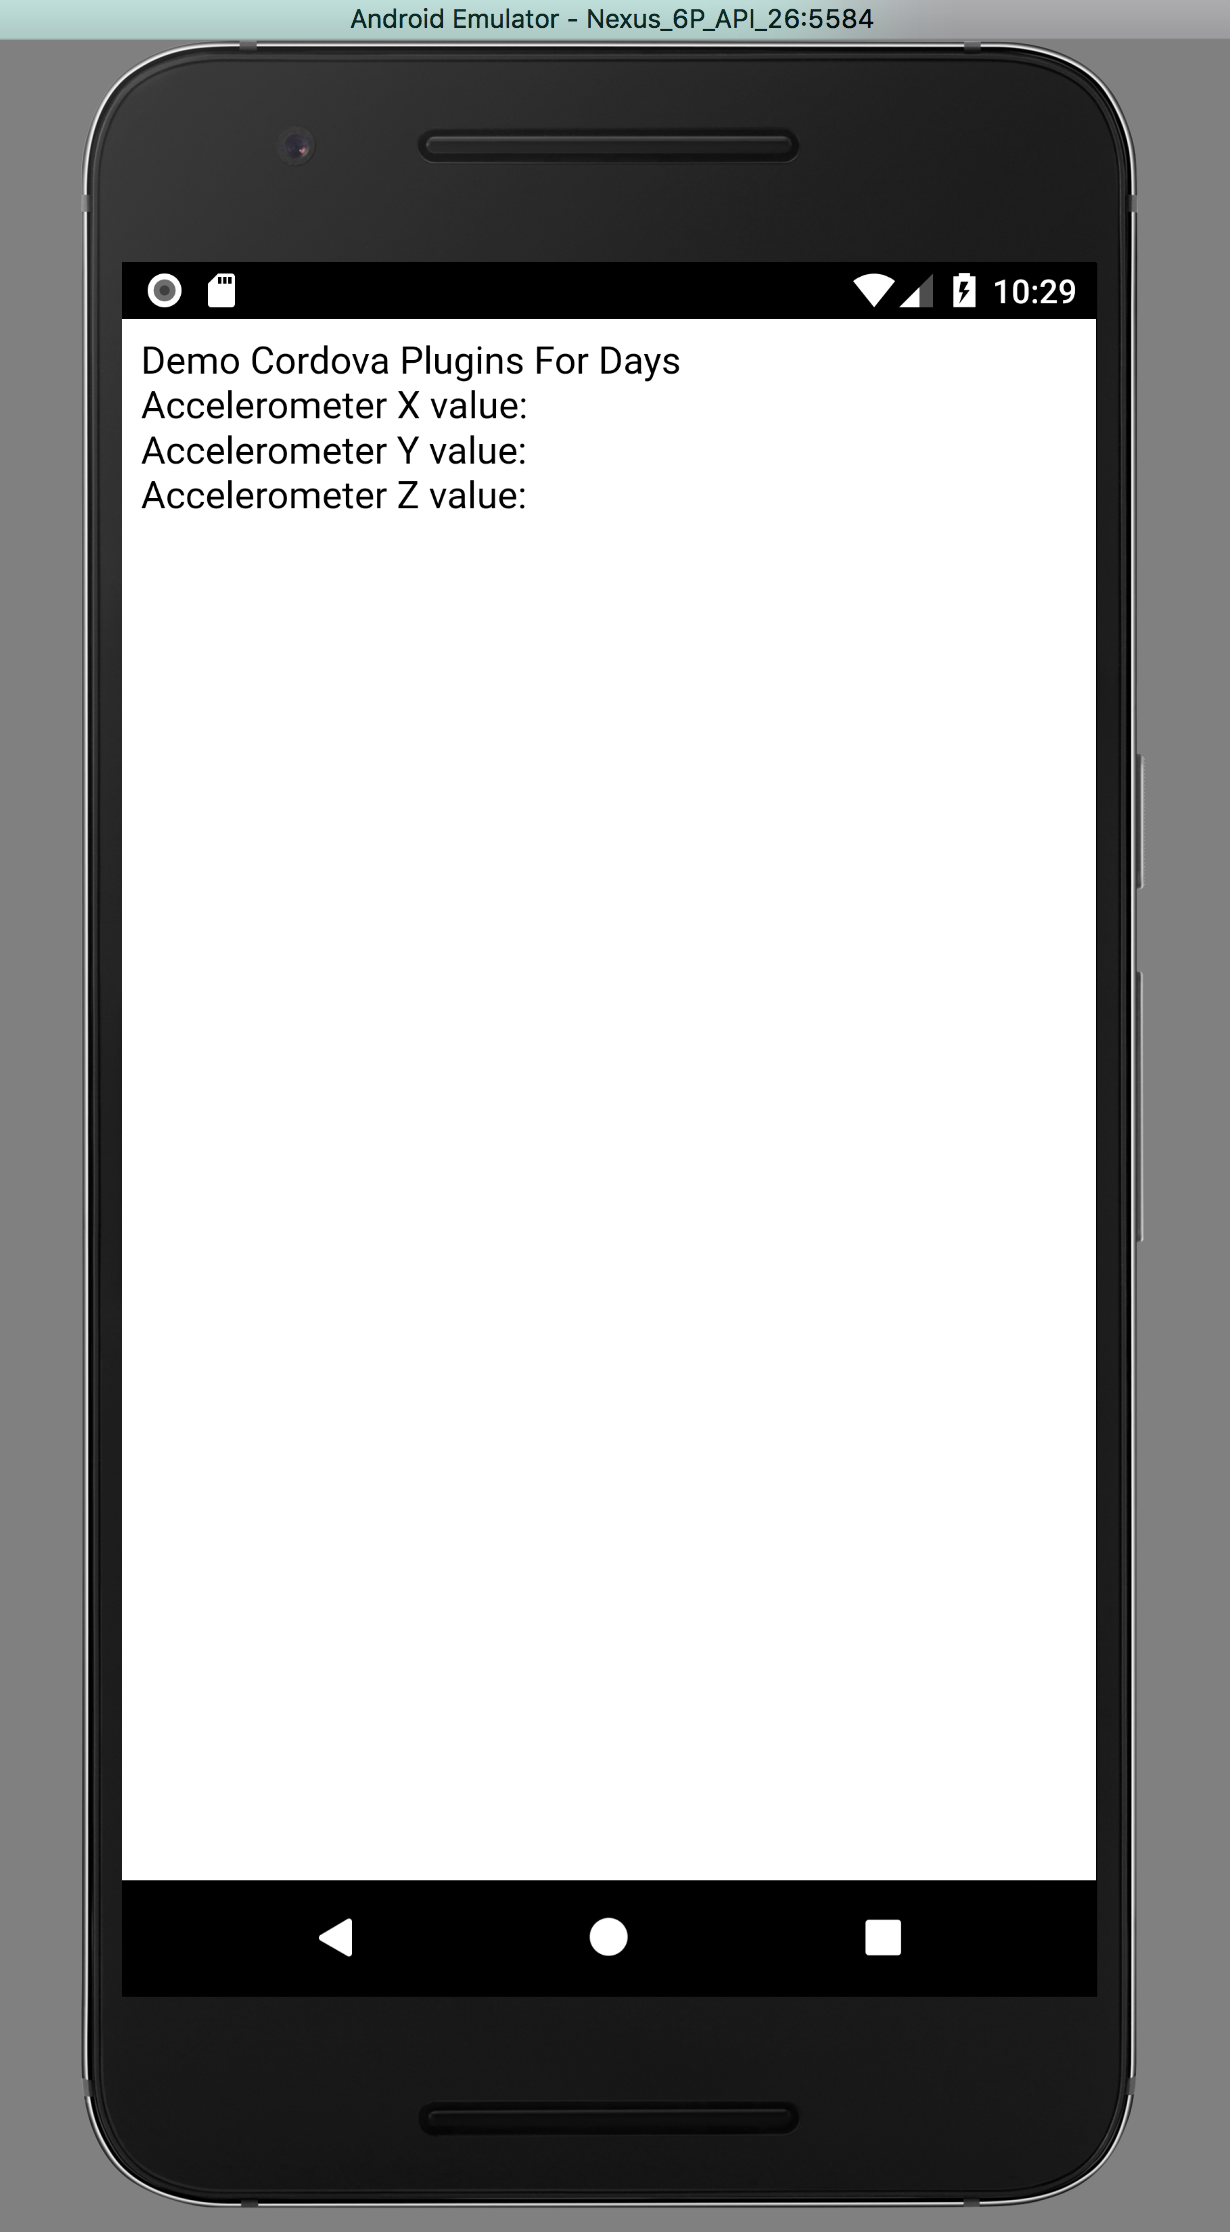 Android Emulator - Nexus_6P_API_26:5584
10:29
Demo Cordova Plugins For Days
Accelerometer X value:
Accelerometer Y value:
Accelerometer Z value: